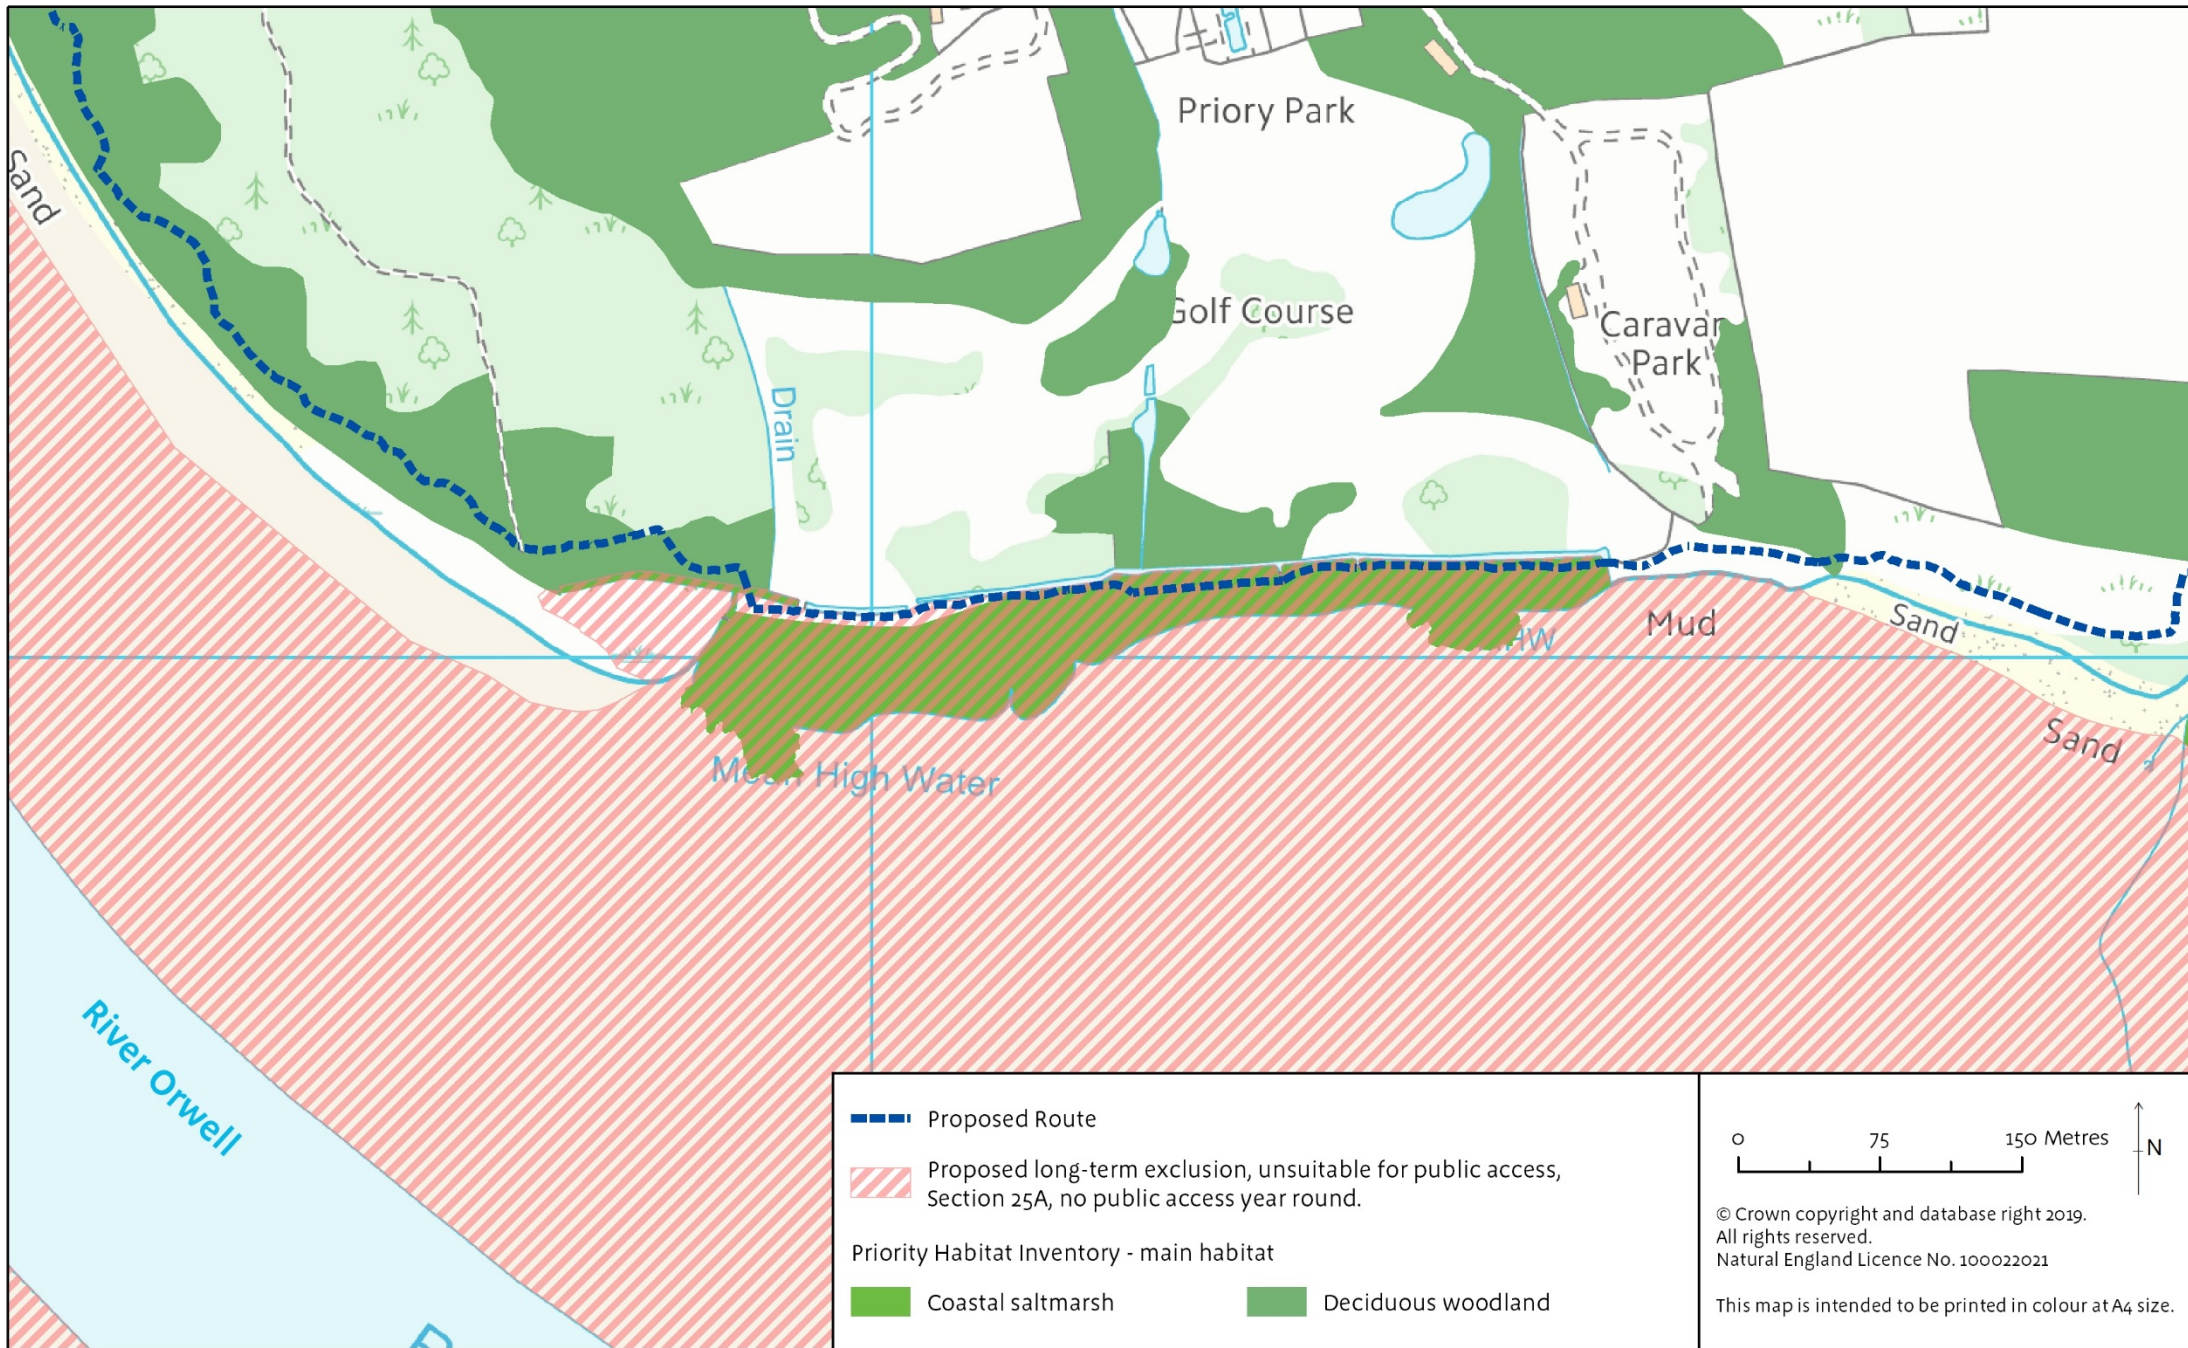 Priory Park
Sand
Golf Course
Caravan
Park
Drain
Mud
Sand
Sand
Mean High Water
River Orwell
Proposed Route
Proposed long-term exclusion, unsuitable for public access,
Section 25A, no public access year round.
Priority Habitat Inventory - main habitat
Coastal saltmarsh
Deciduous woodland
0 75 150 Metres
N
© Crown copyright and database right 2019.
All rights reserved.
Natural England Licence No. 100022021
This map is intended to be printed in colour at A4 size.